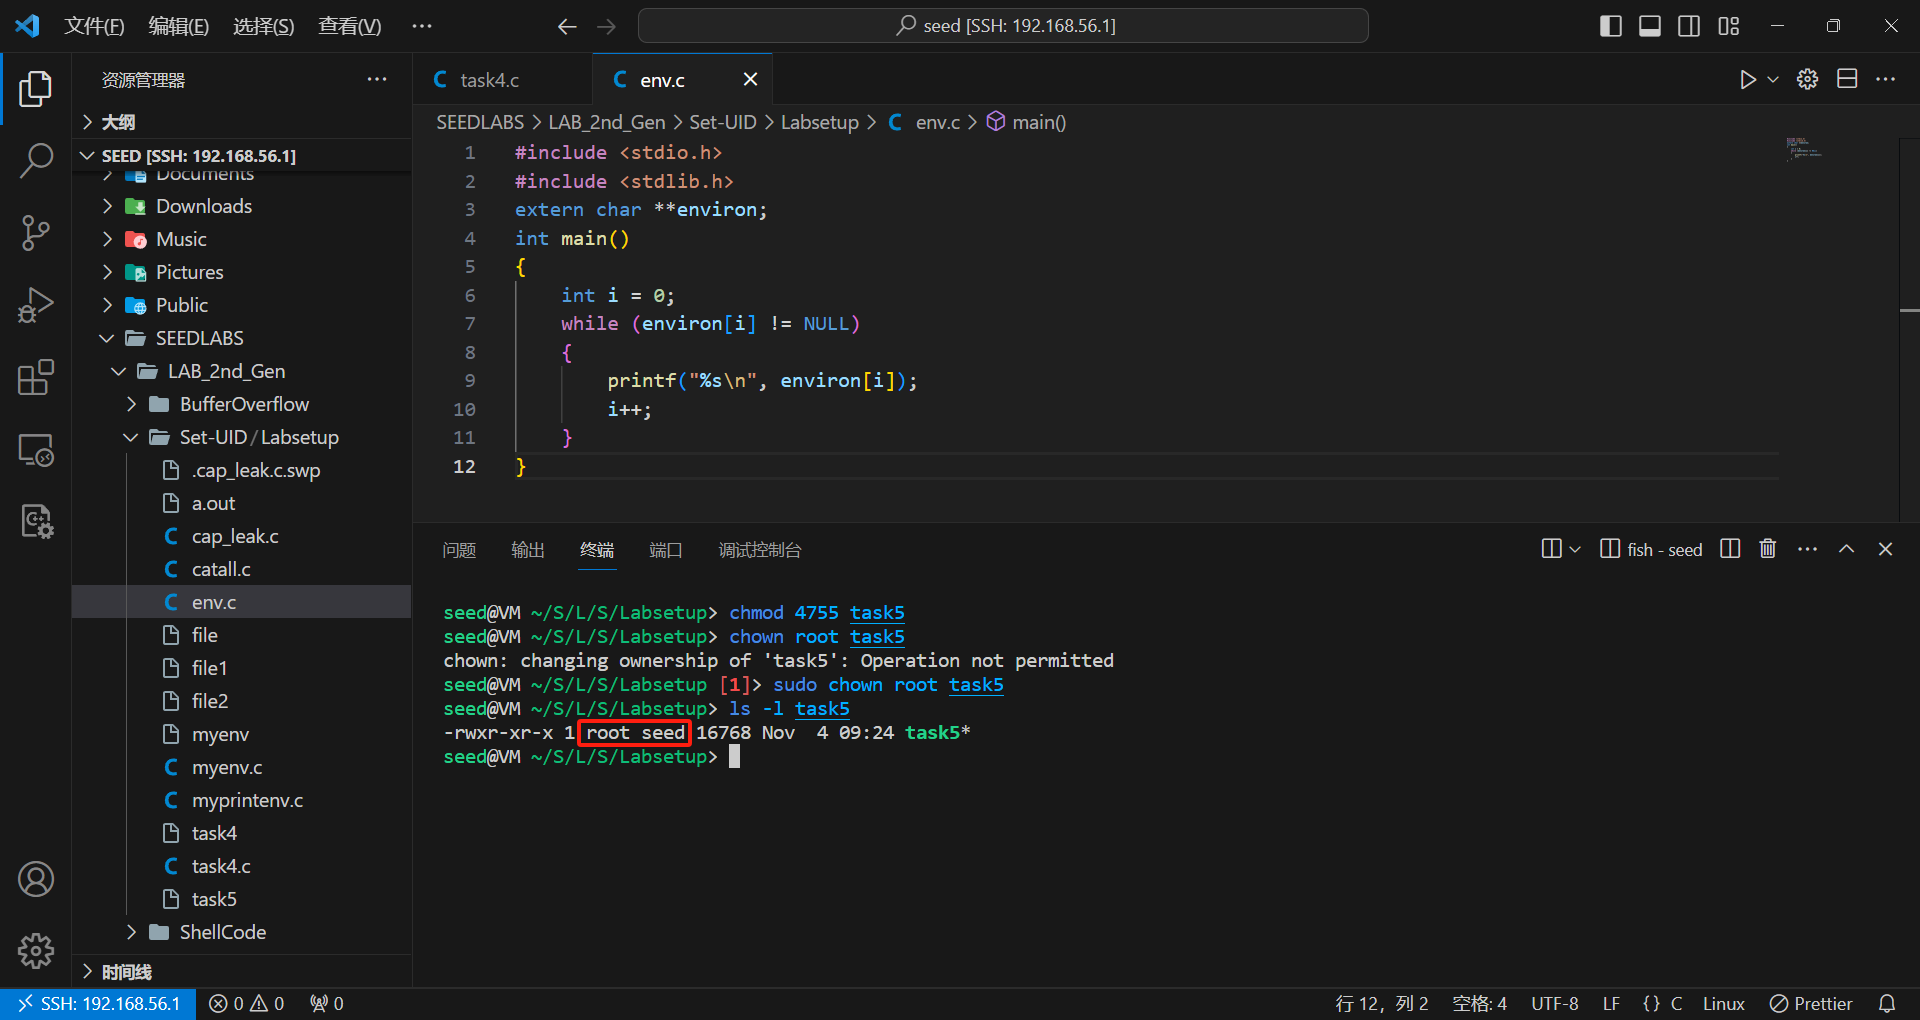 文件(F) 编辑(E) 选择(S) 查看(V) ··· seed [SSH: 192.168.56.1]
资源管理器
大纲
SEED [SSH: 192.168.56.1]
Documents
Downloads
Music
Pictures
Public
SEEDLABS
LAB_2nd_Gen
BufferOverflow
Set-UID / Labsetup
.cap_leak.c.swp
a.out
C cap_leak.c
C catall.c
C env.c
file
file1
file2
myenv
C myenv.c
C myprintenv.c
task4
C task4.c
task5
ShellCode
时间线
C task4.c C env.c
SEEDLABS > LAB_2nd_Gen > Set-UID > Labsetup > C env.c > main()
1 #include <stdio.h>
2 #include <stdlib.h>
3 extern char **environ;
4 int main()
5 {
6 int i = 0;
7 while (environ[i] != NULL)
8 {
9 printf("%s\n", environ[i]);
10 i++;
11 }
12 }
问题 输出 终端 端口 调试控制台 fish - seed
seed@VM ~/S/L/S/Labsetup> chmod 4755 task5
seed@VM ~/S/L/S/Labsetup> chown root task5
chown: changing ownership of 'task5': Operation not permitted
seed@VM ~/S/L/S/Labsetup [1]> sudo chown root task5
seed@VM ~/S/L/S/Labsetup> ls -l task5
-rwxr-xr-x 1 root seed 16768 Nov  4 09:24 task5*
seed@VM ~/S/L/S/Labsetup>
SSH: 192.168.56.1 0 0 0 行 12，列 2 空格: 4 UTF-8 LF {} C Linux Prettier